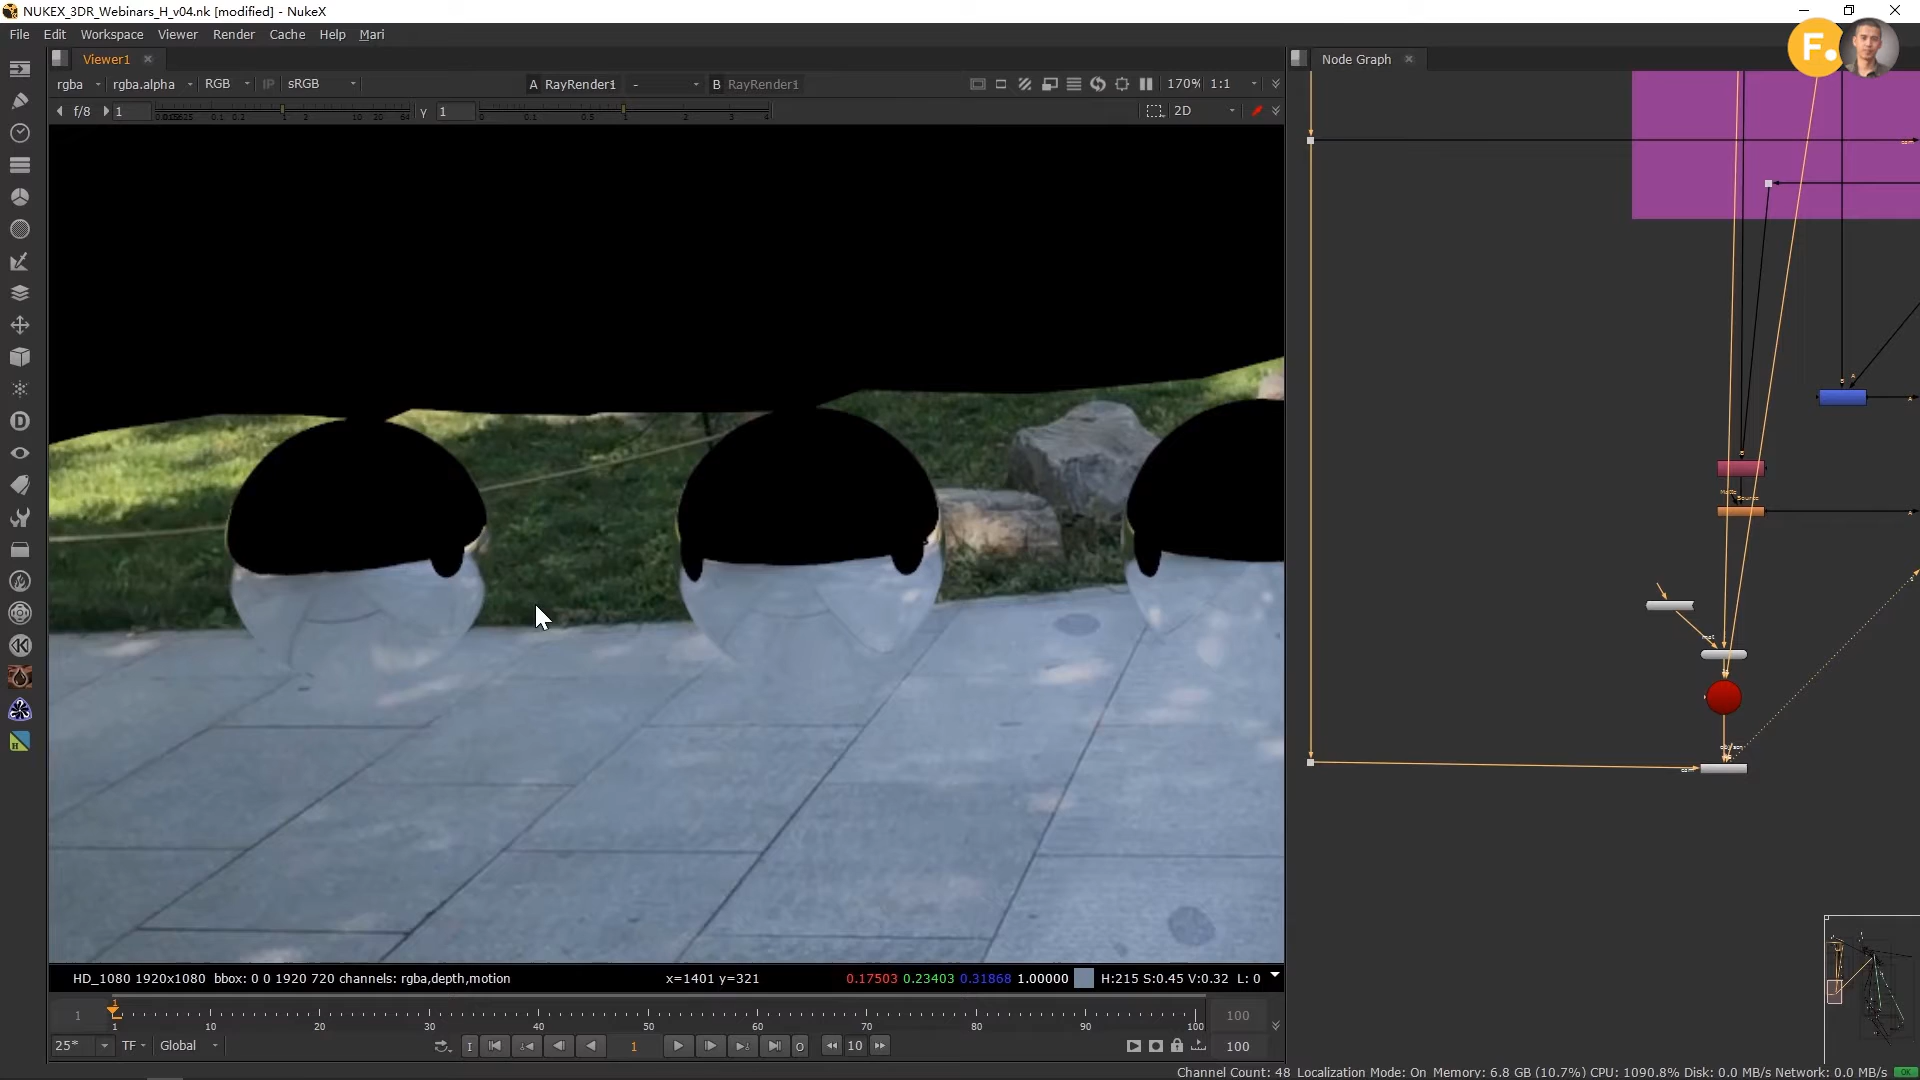 NUKEX_3DR_Webinars_H_v04.nk [modified] - NukeX
File Edit Workspace Viewer Render Cache Help Mari
Viewer1
Node Graph
F.
rgba rgba.alpha RGB IP sRGB A RayRender1 - B RayRender1 170% 1:1
f/8 1 Y 1 2D
HD_1080 1920x1080 bbox: 0 0 1920 720 channels: rgba,depth,motion x=1401 y=321 0.17503 0.23403 0.31868 1.00000 H:215 S:0.45 V:0.32 L: 0
1 1 100
1 10 20 30 40 50 60 70 80 90 100
25* TF Global I 1 O 10 100
Channel Count: 48 Localization Mode: On Memory: 6.8 GB (10.7%) CPU: 1090.8% Disk: 0.0 MB/s Network: 0.0 MB/s OK